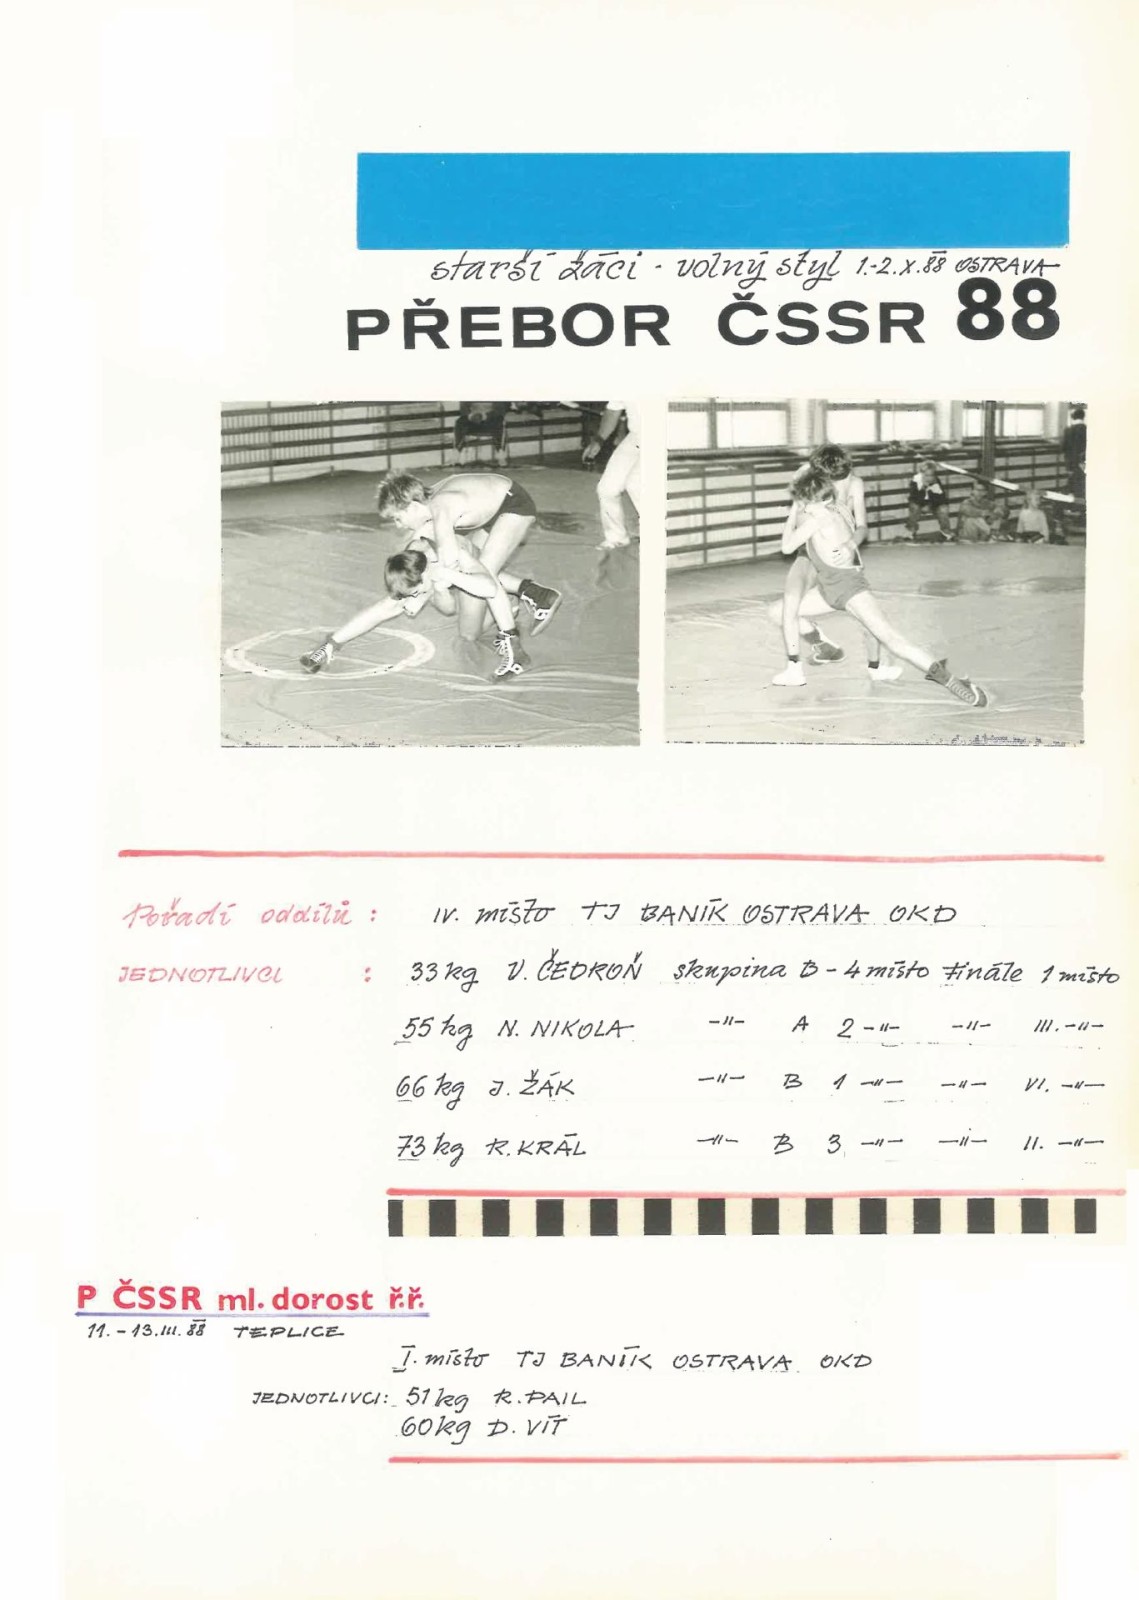 starší žáci - volný styl 1.-2.X.88 OSTRAVA
PŘEBOR ČSSR 88
Pořadí oddílů : IV. místo TJ BANÍK OSTRAVA OKD
JEDNOTLIVCI : 33 kg V. ČEDROŇ skupina B - 4 místo finále 1 místo
55 kg N. NIKOLA -"- A 2 -"- -"- III. -"-
66 kg J. ŽÁK -"- B 1 -"- -"- VI. -"-
73 kg R. KRÁL -"- B 3 -"- -"- II. -"-
P ČSSR ml. dorost ř.ř.
11. - 13. III. 88 TEPLICE
I. místo TJ BANÍK OSTRAVA OKD
JEDNOTLIVCI: 51 kg R. PAIL
60 kg D. VÍT